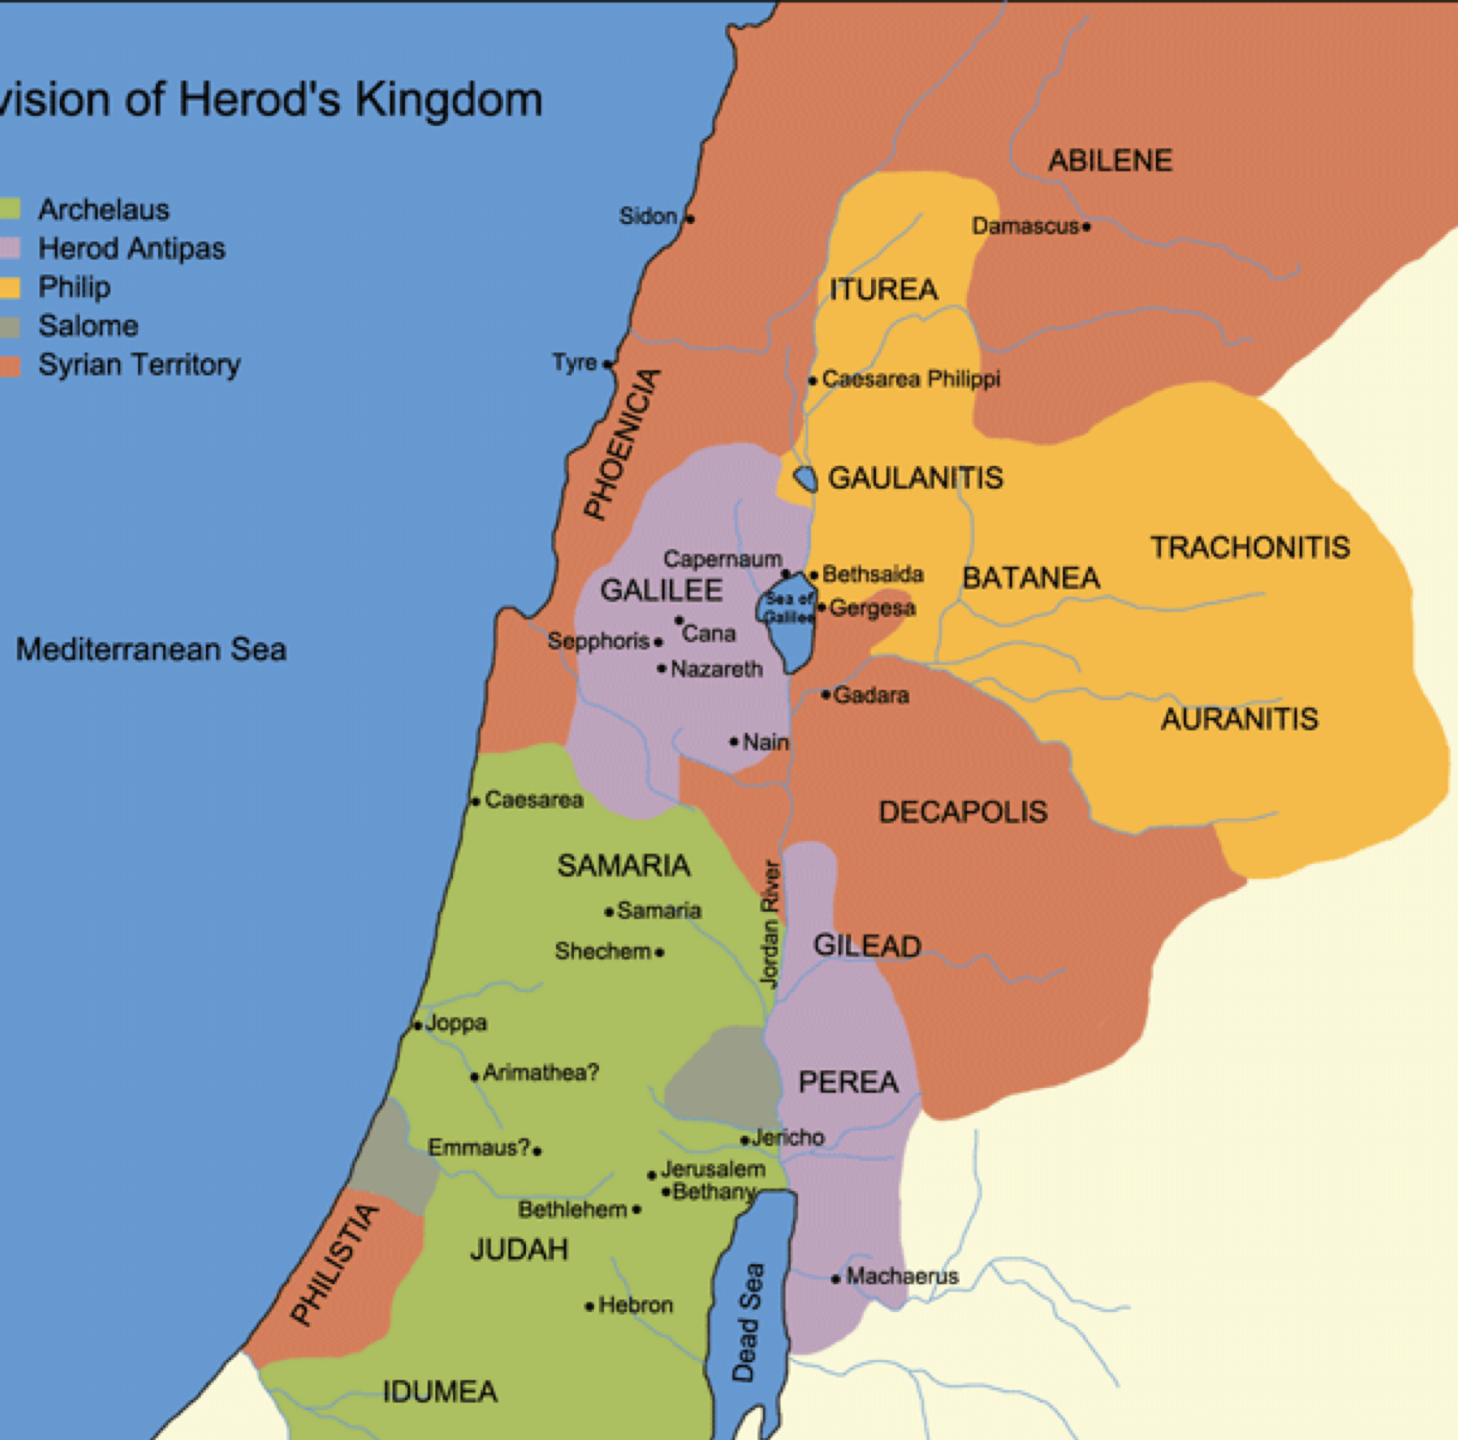 vision of Herod's Kingdom
Archelaus
Herod Antipas
Philip
Salome
Syrian Territory
ABILENE
Sidon
Damascus
ITUREA
Tyre
Caesarea Philippi
PHOENICIA
GAULANITIS
TRACHONITIS
Capernaum
Bethsaida
BATANEA
GALILEE
Sea of
Galilee
Gergesa
Cana
Sepphoris
Mediterranean Sea
Nazareth
Gadara
AURANITIS
Nain
Caesarea
DECAPOLIS
SAMARIA
Samaria
Jordan River
Shechem
GILEAD
Joppa
Arimathea?
PEREA
Emmaus?
Jericho
Jerusalem
Bethany
Bethlehem
JUDAH
PHILISTIA
Machaerus
Hebron
Dead Sea
IDUMEA